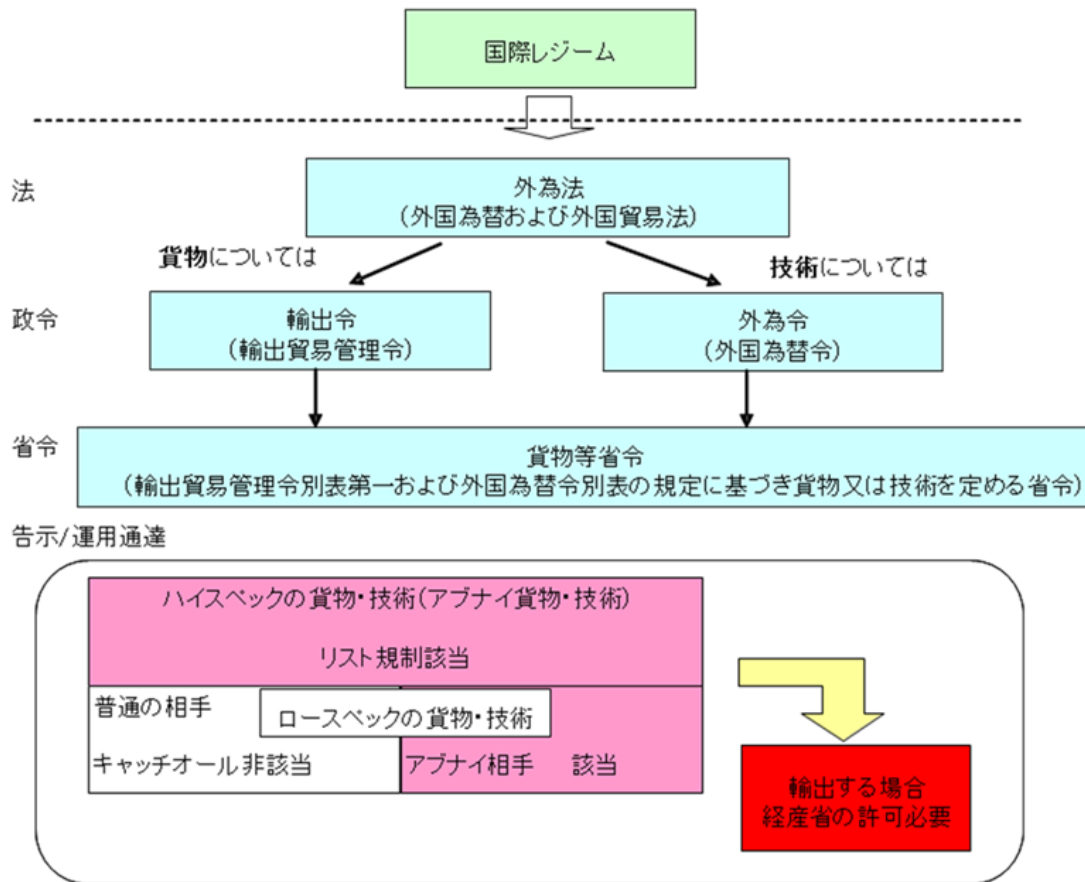 国際レジーム
法
外為法
（外国為替および外国貿易法）
貨物については
技術については
政令
輸出令
（輸出貿易管理令）
外為令
（外国為替令）
省令
貨物等省令
（輸出貿易管理令別表第一および外国為替令別表の規定に基づき貨物又は技術を定める省令）
告示/運用通達
ハイスペックの貨物・技術(アブナイ貨物・技術)
リスト規制該当
普通の相手
ロースペックの貨物・技術
キャッチオール非該当
アブナイ相手　該当
輸出する場合
経産省の許可必要